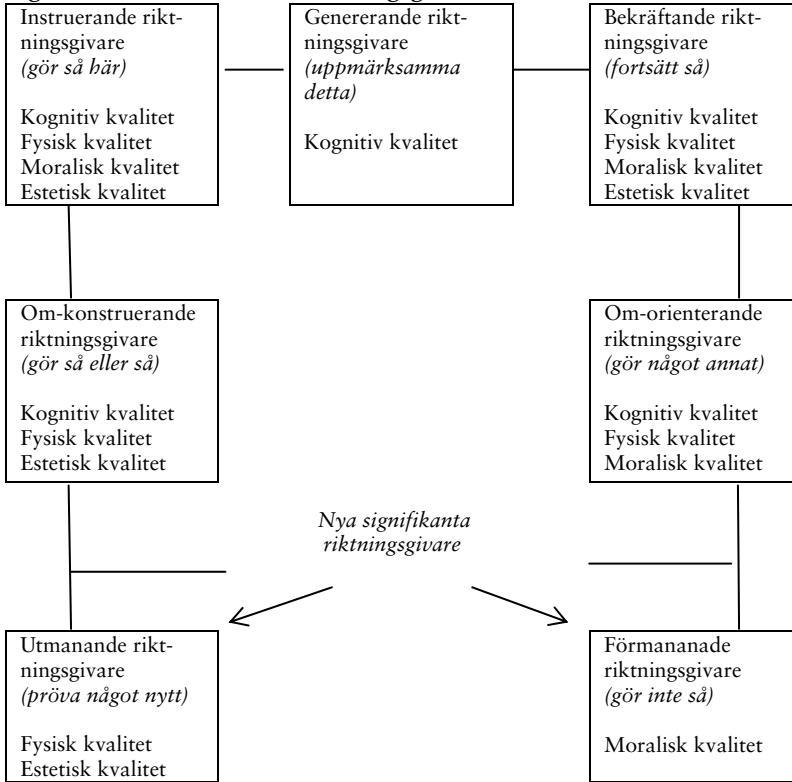 Instruerande rikt-
ningsgivare
(gör så här)
Kognitiv kvalitet
Fysisk kvalitet
Moralisk kvalitet
Estetisk kvalitet
Genererande rikt-
ningsgivare
(uppmärksamma
detta)
Kognitiv kvalitet
Bekräftande rikt-
ningsgivare
(fortsätt så)
Kognitiv kvalitet
Fysisk kvalitet
Moralisk kvalitet
Estetisk kvalitet
Om-konstruerande
riktningsgivare
(gör så eller så)
Kognitiv kvalitet
Fysisk kvalitet
Estetisk kvalitet
Om-orienterande
riktningsgivare
(gör något annat)
Kognitiv kvalitet
Fysisk kvalitet
Moralisk kvalitet
Nya signifikanta
riktningsgivare
Utmanande rikt-
ningsgivare
(pröva något nytt)
Fysisk kvalitet
Estetisk kvalitet
Förmananade
riktningsgivare
(gör inte så)
Moralisk kvalitet